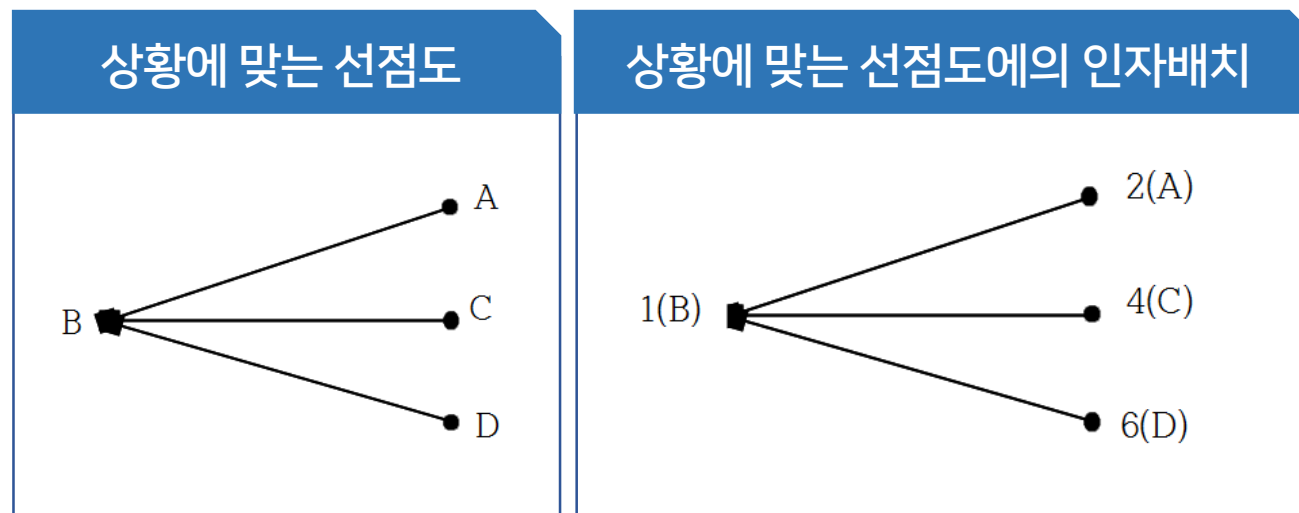 상황에 맞는 선점도
A
B
C
D
상황에 맞는 선점도에의 인자배치
2(A)
1(B)
4(C)
6(D)